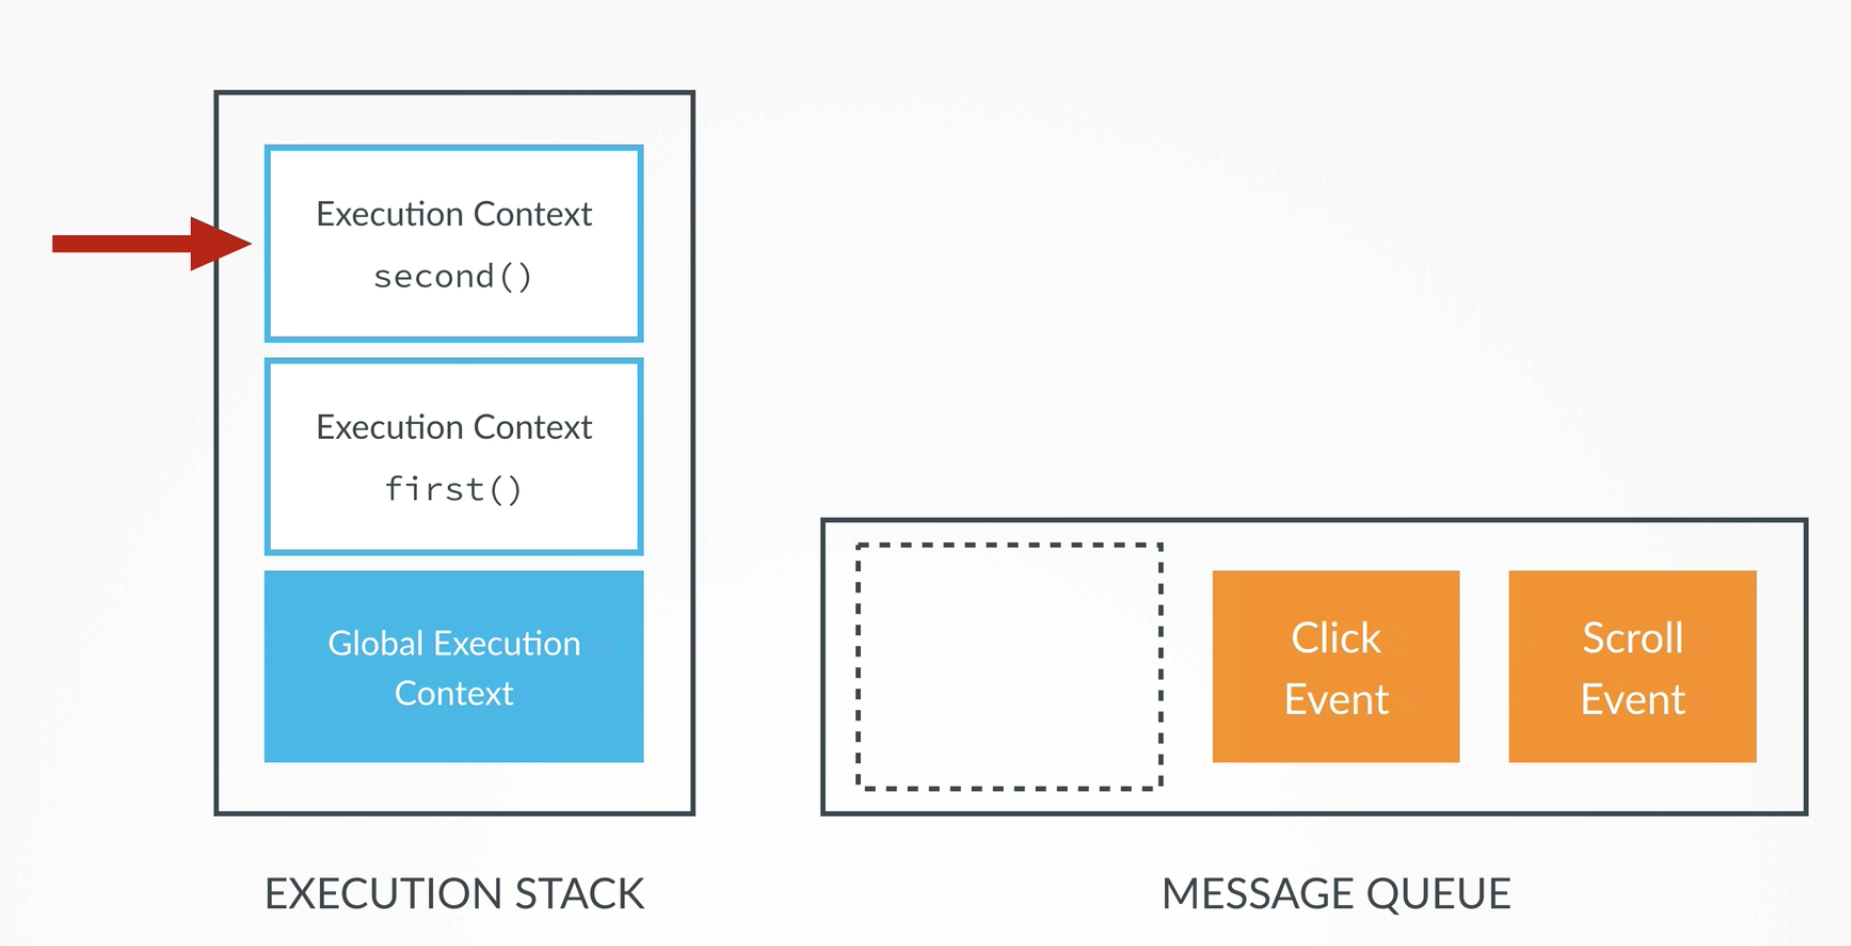 Execution Context
second()
Execution Context
first()
Global Execution
Context
Click
Event
Scroll
Event
EXECUTION STACK
MESSAGE QUEUE